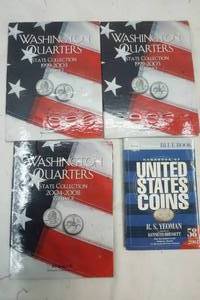 WASHINGTON
QUARTERS
STATE COLLECTION
1999-2003
WASHINGTON
QUARTERS
STATE COLLECTION
1999-2003
WASHINGTON
QUARTERS
STATE COLLECTION
2004-2008
BLUE BOOK
HANDBOOK OF
UNITED
STATES
COINS
R. S. YEOMAN
KENNETH BRESSETT
58